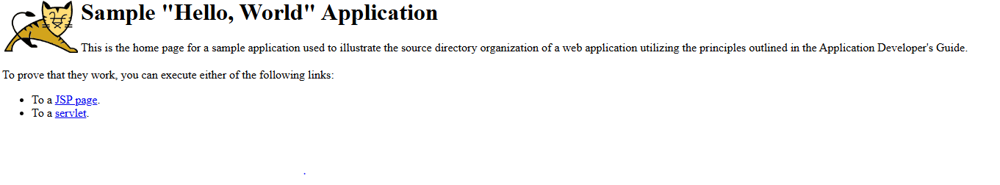 Sample "Hello, World" Application
This is the home page for a sample application used to illustrate the source directory organization of a web application utilizing the principles outlined in the Application Developer's Guide.
To prove that they work, you can execute either of the following links:
• To a JSP page.
• To a servlet.